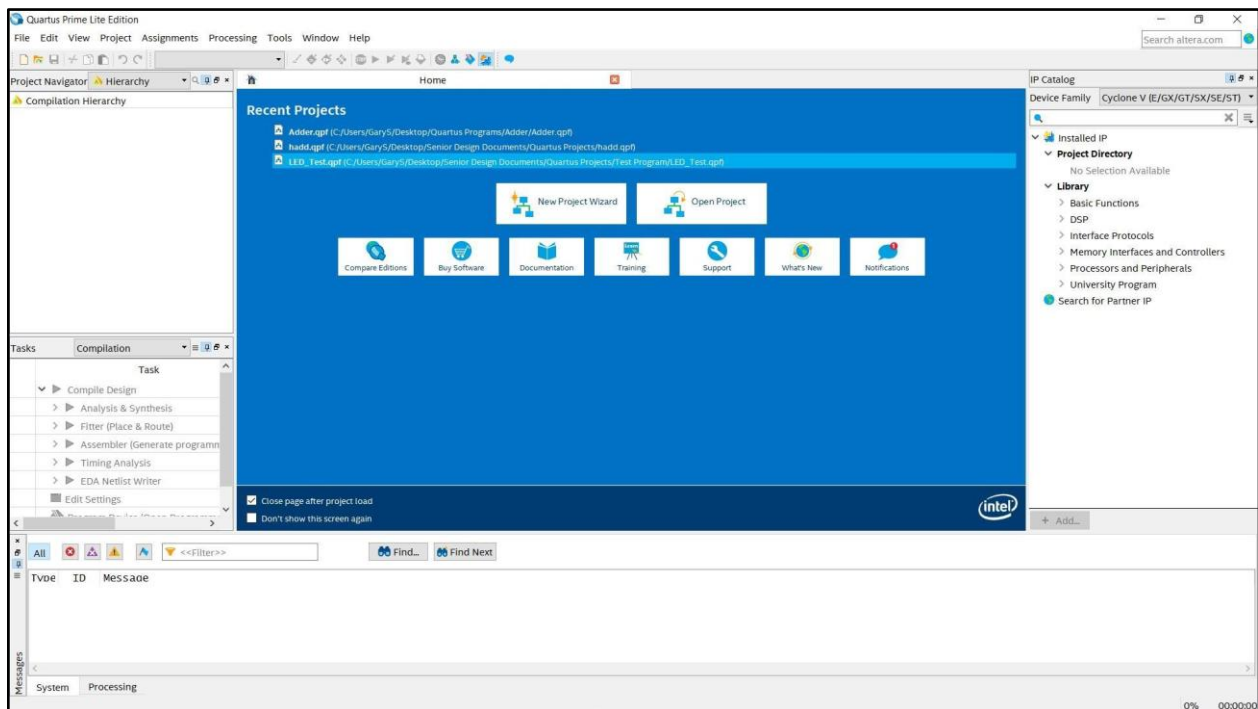 Quartus Prime Lite Edition
File Edit View Project Assignments Processing Tools Window Help
Search altera.com
Project Navigator Hierarchy
Compilation Hierarchy
Home
Recent Projects
Adder.qpf (C:/Users/GaryS/Desktop/Quartus Programs/Adder/Adder.qpf)
hadd.qpf (C:/Users/GaryS/Desktop/Senior Design Documents/Quartus Projects/hadd.qpf)
LED_Test.qpf (C:/Users/GaryS/Desktop/Senior Design Documents/Quartus Projects/Test Program/LED_Test.qpf)
New Project Wizard
Open Project
Compare Editions
Buy Software
Documentation
Training
Support
What's New
Notifications
Close page after project load
Don't show this screen again
intel
IP Catalog
Device Family Cyclone V (E/GX/GT/SX/SE/ST)
Installed IP
Project Directory
No Selection Available
Library
Basic Functions
DSP
Interface Protocols
Memory Interfaces and Controllers
Processors and Peripherals
University Program
Search for Partner IP
+ Add...
Tasks Compilation
Task
Compile Design
Analysis & Synthesis
Fitter (Place & Route)
Assembler (Generate programn
Timing Analysis
EDA Netlist Writer
Edit Settings
All <<Filter>> Find... Find Next
Type ID Message
Messages
System Processing
0% 00:00:00